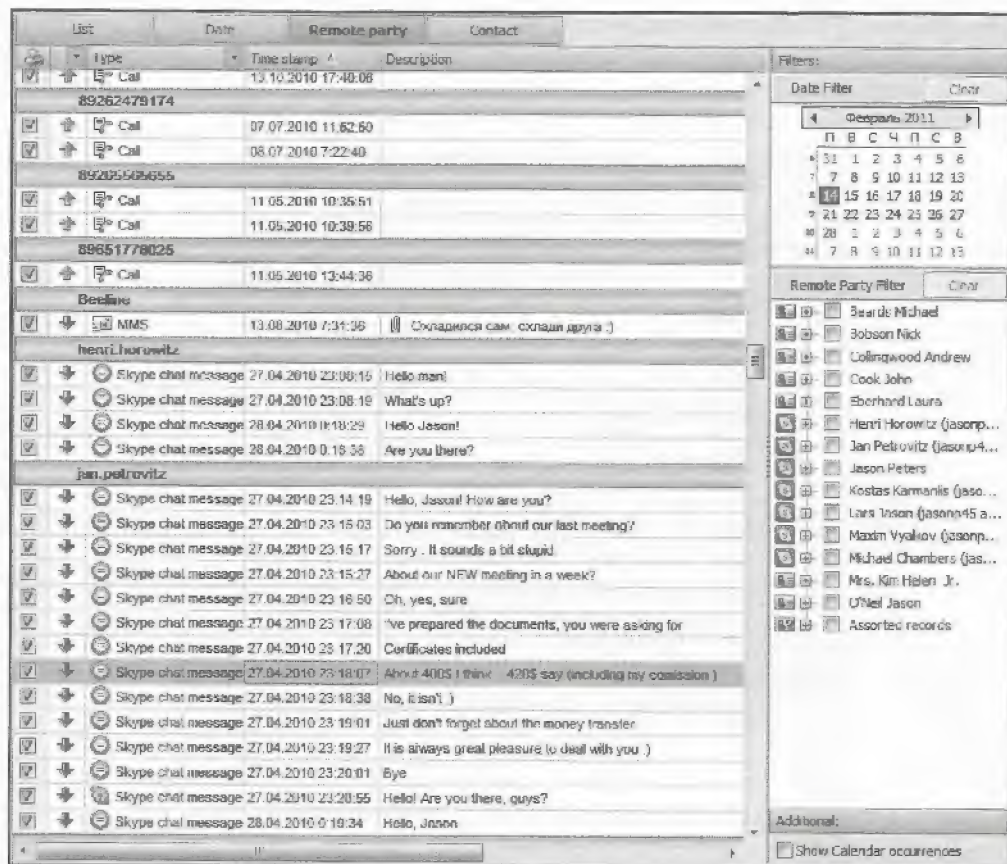 List Date Remote party Contact
Type Time stamp Description
Call 13.10.2010 17:40:06
89262479174
Call 07.07.2010 11:52:50
Call 08.07.2010 7:22:40
Call 11.05.2010 10:35:51
Call 11.05.2010 10:39:56
89651778025
Call 11.05.2010 13:44:36
Beeline
MMS 13.08.2010 7:31:36 Охладился сам, охлади друга :)
henri.horowitz
Skype chat message 27.04.2010 23:08:15 Hello man!
Skype chat message 27.04.2010 23:08:19 What's up?
Skype chat message 28.04.2010 0:18:29 Hello Jason!
Skype chat message 28.04.2010 0:18:38 Are you there?
jan.petrovitz
Skype chat message 27.04.2010 23:14:19 Hello, Jason! How are you?
Skype chat message 27.04.2010 23:15:03 Do you remember about our last meeting?
Skype chat message 27.04.2010 23:15:17 Sorry . It sounds a bit stupid
Skype chat message 27.04.2010 23:15:27 About our NEW meeting in a week?
Skype chat message 27.04.2010 23:16:50 Oh, yes, sure
Skype chat message 27.04.2010 23:17:08 I've prepared the documents, you were asking for
Skype chat message 27.04.2010 23:17:20 Certificates included
Skype chat message 27.04.2010 23:18:07 About 400$ I think 420$ say (including my comission )
Skype chat message 27.04.2010 23:18:38 No, it isn't :)
Skype chat message 27.04.2010 23:19:01 Just don't forget about the money transfer
Skype chat message 27.04.2010 23:19:27 It is always great pleasure to deal with you :)
Skype chat message 27.04.2010 23:20:01 Bye
Skype chat message 27.04.2010 23:20:55 Hello! Are you there, guys?
Skype chat message 28.04.2010 0:19:34 Hello, Jason
Filters:
Date Filter Clear
Февраль 2011
П В С Ч П С В
31 1 2 3 4 5 6
7 7 8 9 10 11 12 13
8 14 15 16 17 18 19 20
9 21 22 23 24 25 26 27
10 28 1 2 3 4 5 6
11 7 8 9 10 11 12 13
Remote Party Filter Clear
Beards Michael
Bobson Nick
Collingwood Andrew
Cook John
Eberhard Laura
Henri Horowitz (jasonp...
Jan Petrovitz (jasonp4...
Jason Peters
Kostas Karmanlis (jaso...
Lars Jason (jasonp45 a...
Maxim Vyalkov (jasonp...
Michael Chambers (jas...
Mrs. Kim Helen Jr.
O'Neil Jason
Assorted records
Additional:
Show Calendar occurrences